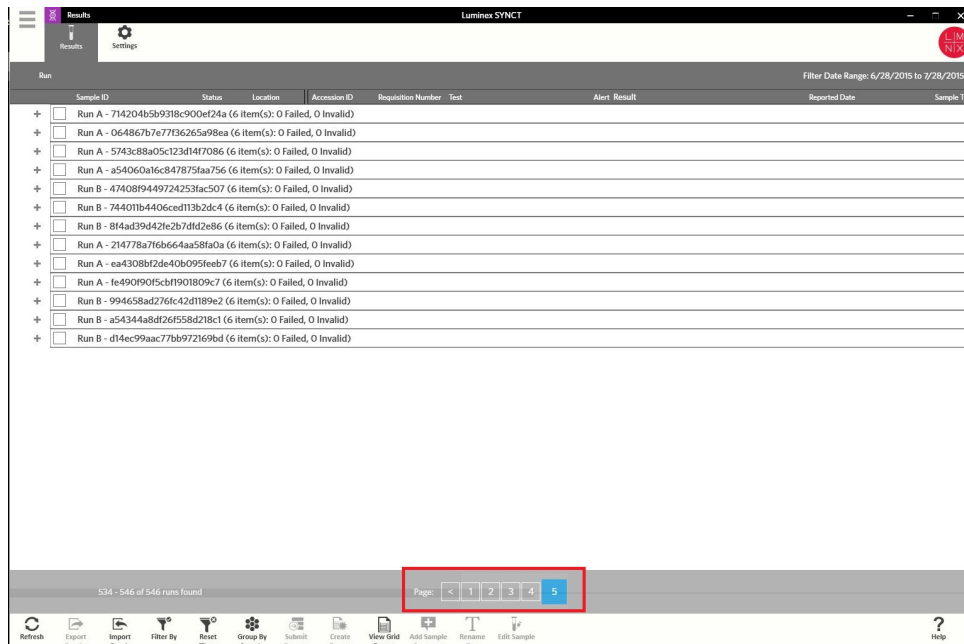 Results Luminex SYNCT
Results Settings
L M
N X
Run Filter Date Range: 6/28/2015 to 7/28/2015
Sample ID Status Location Accession ID Requisition Number Test Alert Result Reported Date Sample T
Run A - 714204b5b9318c900ef24a (6 item(s): 0 Failed, 0 Invalid)
Run A - 064867b7e77f36265a98ea (6 item(s): 0 Failed, 0 Invalid)
Run A - 5743c88a05c123d14f7086 (6 item(s): 0 Failed, 0 Invalid)
Run A - a54060a16c847875faa756 (6 item(s): 0 Failed, 0 Invalid)
Run B - 47408f9449724253fac507 (6 item(s): 0 Failed, 0 Invalid)
Run B - 744011b4406ced113b2dc4 (6 item(s): 0 Failed, 0 Invalid)
Run B - 8f4ad39d42fe2b7dfd2e86 (6 item(s): 0 Failed, 0 Invalid)
Run A - 214778a7f6b664aa58fa0a (6 item(s): 0 Failed, 0 Invalid)
Run A - ea4308bf2de40b095feeb7 (6 item(s): 0 Failed, 0 Invalid)
Run A - fe490f90f5cbf1901809c7 (6 item(s): 0 Failed, 0 Invalid)
Run B - 994658ad276fc42d1189e2 (6 item(s): 0 Failed, 0 Invalid)
Run B - a54344a8df26f558d218c1 (6 item(s): 0 Failed, 0 Invalid)
Run B - d14ec99aac77bb972169bd (6 item(s): 0 Failed, 0 Invalid)
534 - 546 of 546 runs found Page: < 1 2 3 4 5
Refresh Export Import Filter By Reset Group By Submit Create View Grid Add Sample Rename Edit Sample Help